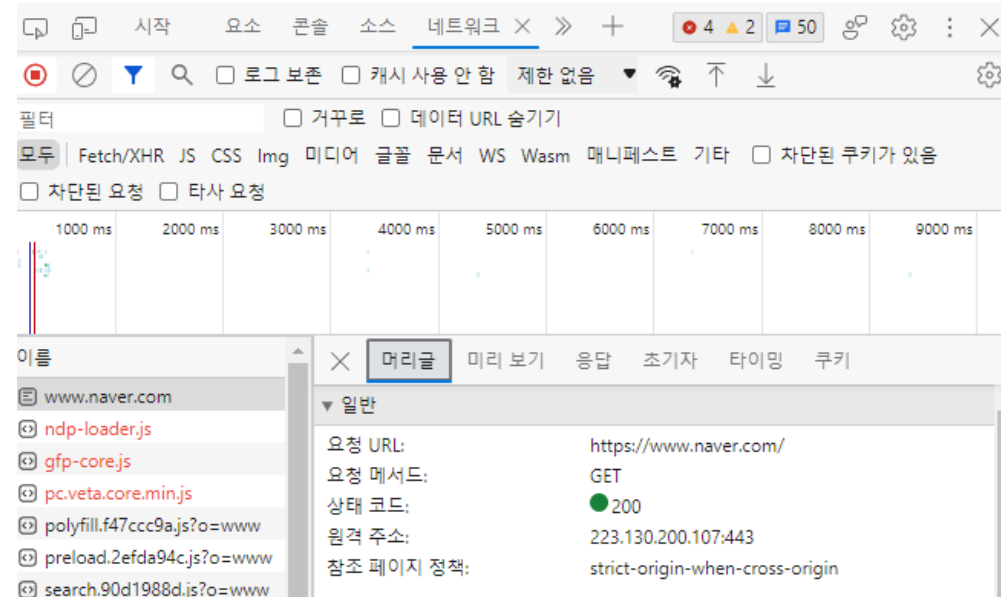 시작 요소 콘솔 소스 네트워크 4 2 50
로그 보존 캐시 사용 안 함 제한 없음
필터 거꾸로 데이터 URL 숨기기
모두 Fetch/XHR JS CSS Img 미디어 글꼴 문서 WS Wasm 매니페스트 기타 차단된 쿠키가 있음
차단된 요청 타사 요청
1000 ms 2000 ms 3000 ms 4000 ms 5000 ms 6000 ms 7000 ms 8000 ms 9000 ms
이름 머리글 미리 보기 응답 초기자 타이밍 쿠키
www.naver.com
ndp-loader.js
gfp-core.js
pc.veta.core.min.js
polyfill.f47ccc9a.js?o=www
preload.2efda94c.js?o=www
search.90d1988d.js?o=www
일반
요청 URL: https://www.naver.com/
요청 메서드: GET
상태 코드: 200
원격 주소: 223.130.200.107:443
참조 페이지 정책: strict-origin-when-cross-origin